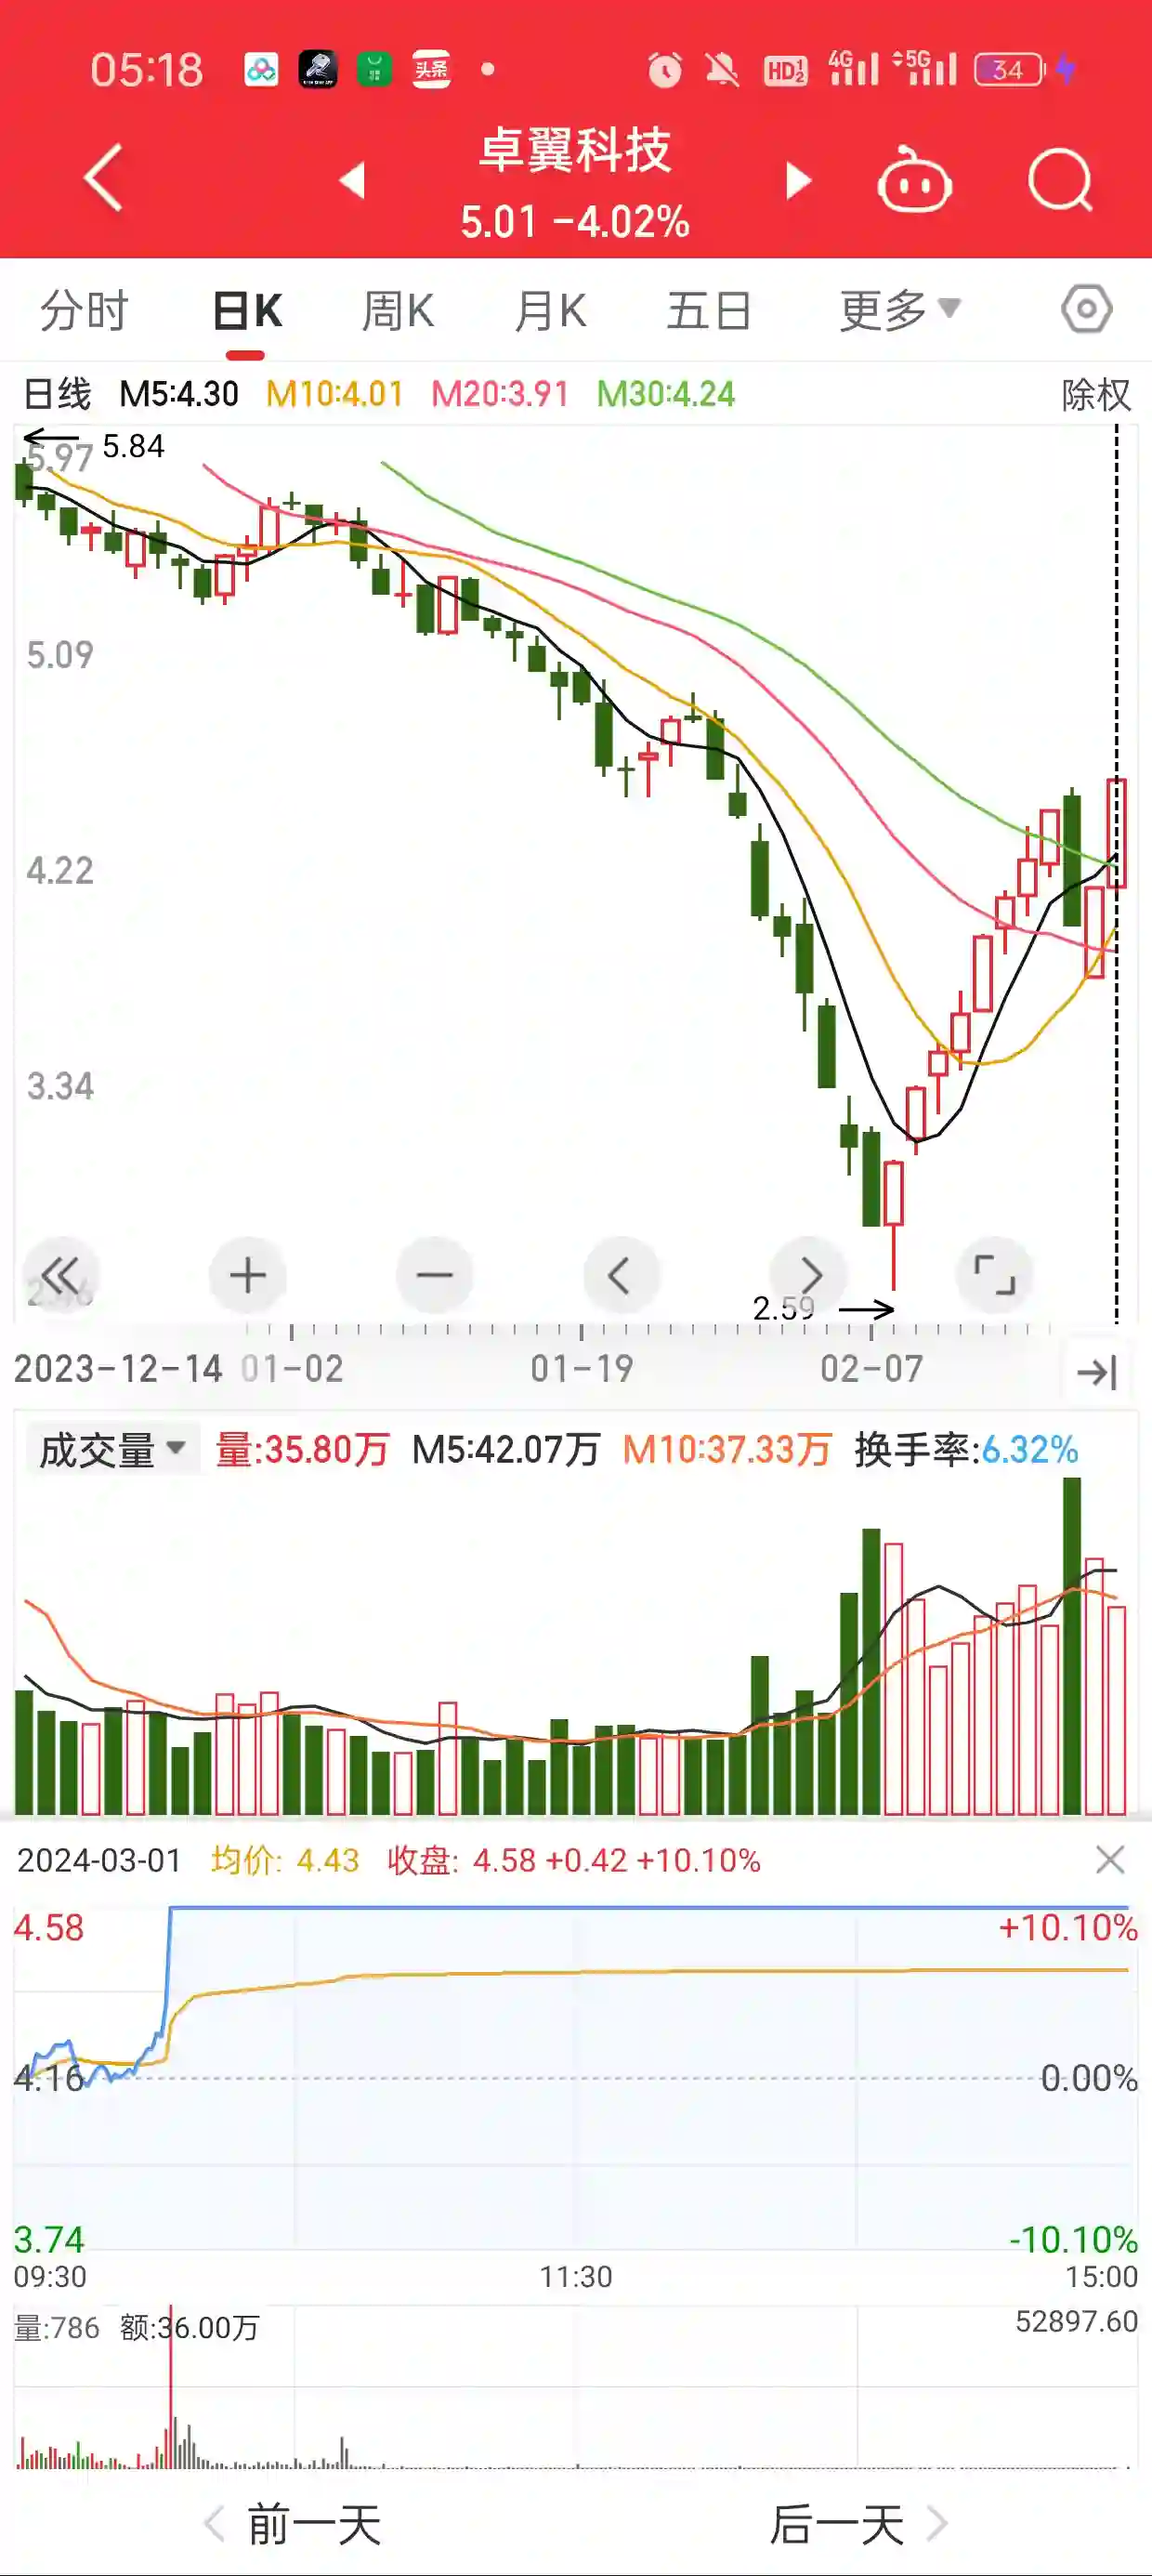 05:18 头条 HD1 2 4G 5G 34
卓翼科技
5.01 -4.02%
分时 日K 周K 月K 五日 更多
日线 M5:4.30 M10:4.01 M20:3.91 M30:4.24 除权
5.97 5.84
5.09
4.22
3.34
2.59
2023-12-14 01-02 01-19 02-07
成交量 量:35.80万 M5:42.07万 M10:37.33万 换手率:6.32%
2024-03-01 均价: 4.43 收盘: 4.58 +0.42 +10.10%
4.58 +10.10%
4.16 0.00%
3.74 -10.10%
09:30 11:30 15:00
量:786 额:36.00万 52897.60
前一天 后一天